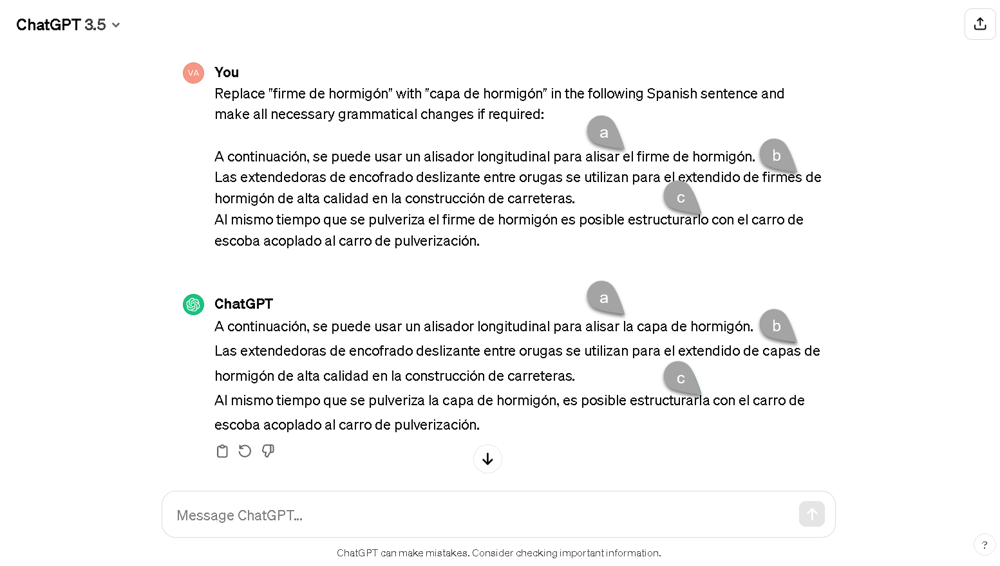 ChatGPT 3.5
VA
You
Replace "firme de hormigón" with "capa de hormigón" in the following Spanish sentence and
make all necessary grammatical changes if required:
a
A continuación, se puede usar un alisador longitudinal para alisar el firme de hormigón.
b
Las extendedoras de encofrado deslizante entre orugas se utilizan para el extendido de firmes de
hormigón de alta calidad en la construcción de carreteras.
c
Al mismo tiempo que se pulveriza el firme de hormigón es posible estructurarlo con el carro de
escoba acoplado al carro de pulverización.
ChatGPT
a
A continuación, se puede usar un alisador longitudinal para alisar la capa de hormigón.
b
Las extendedoras de encofrado deslizante entre orugas se utilizan para el extendido de capas de
hormigón de alta calidad en la construcción de carreteras.
c
Al mismo tiempo que se pulveriza la capa de hormigón, es posible estructurarla con el carro de
escoba acoplado al carro de pulverización.
Message ChatGPT...
ChatGPT can make mistakes. Consider checking important information.
?